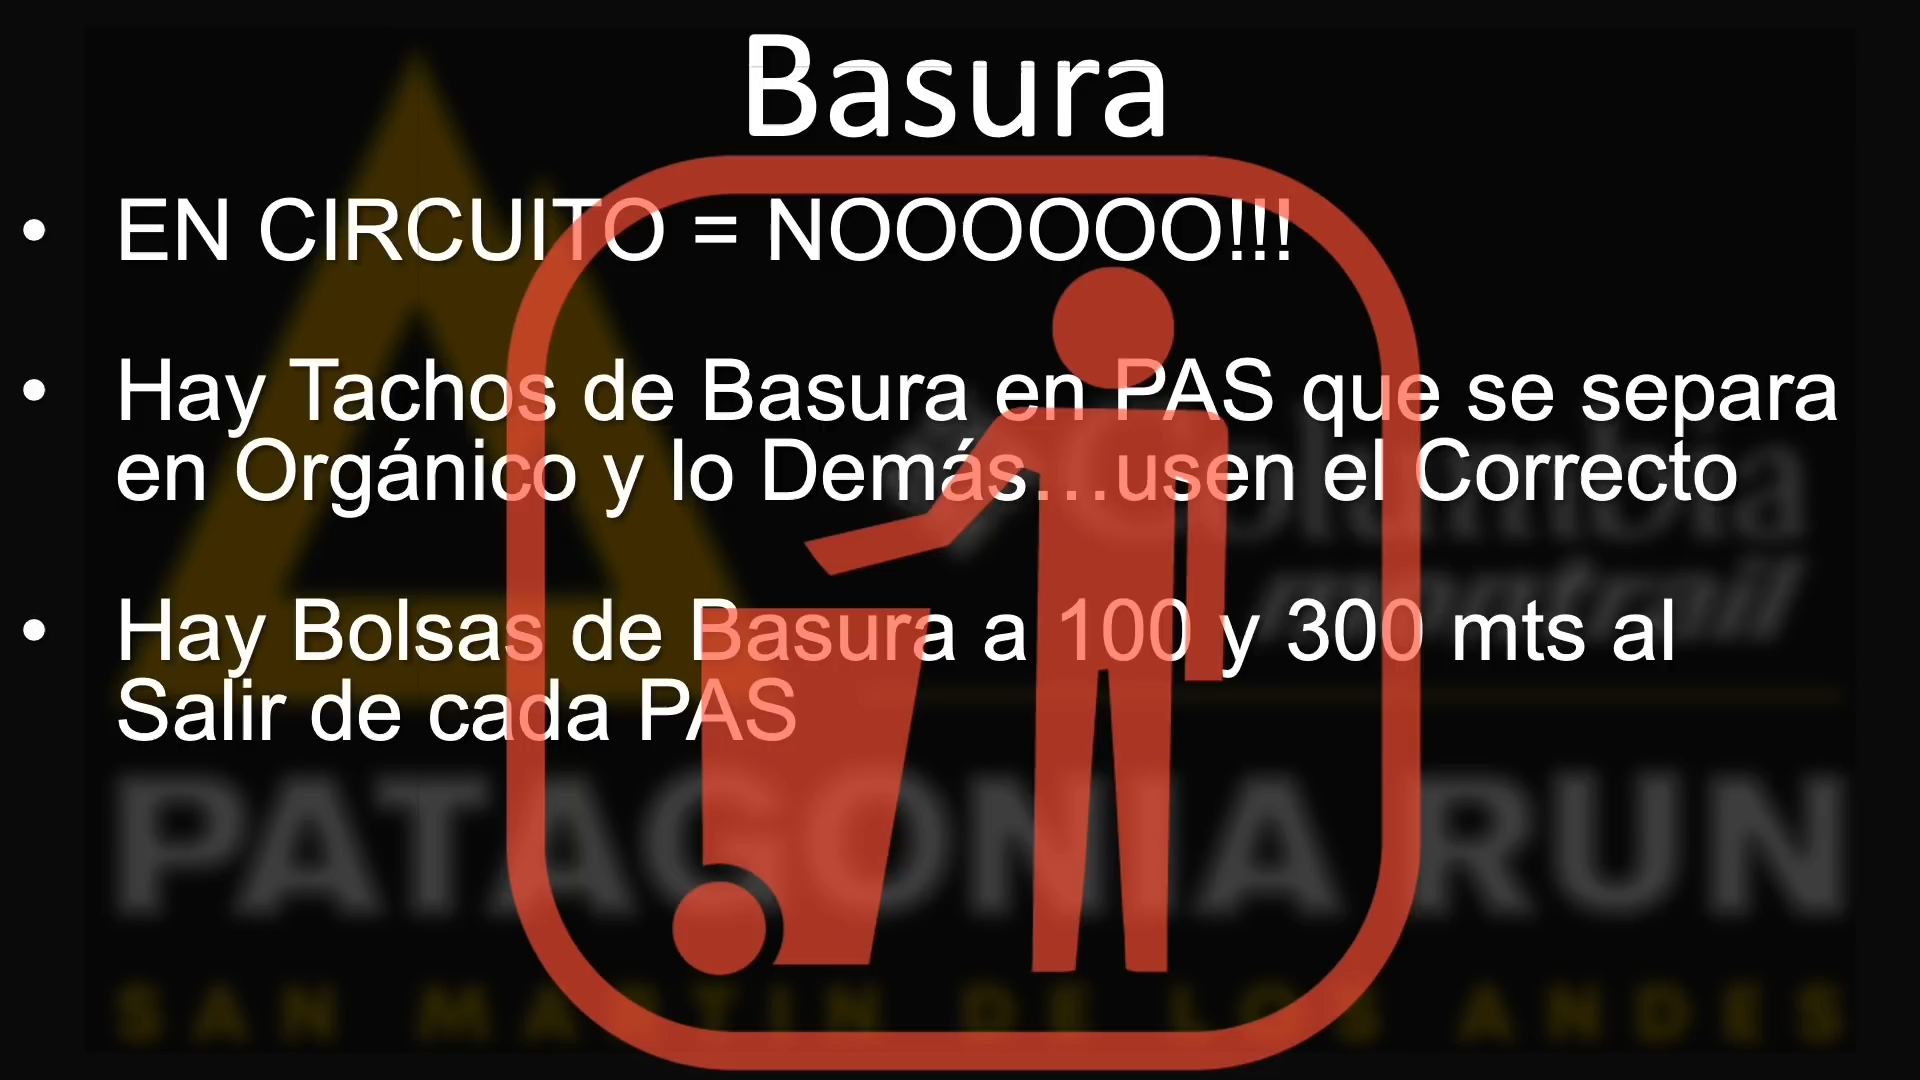 Basura
• EN CIRCUITO = NOOOOOO!!!
• Hay Tachos de Basura en PAS que se separa
en Orgánico y lo Demás…usen el Correcto
• Hay Bolsas de Basura a 100 y 300 mts al
Salir de cada PAS
Columbia
montrail
PATAGONIA RUN
SAN MARTIN DE LOS ANDES